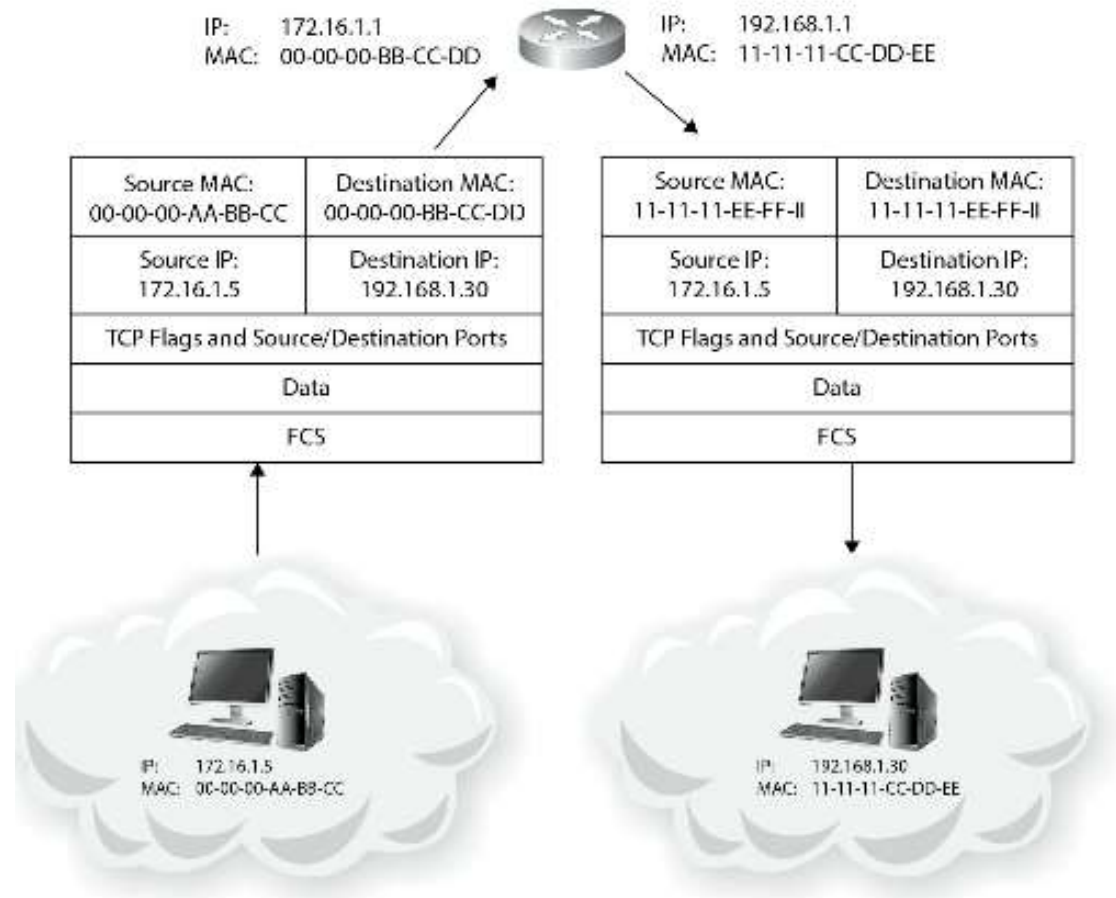 IP: 172.16.1.1
MAC: 00-00-00-BB-CC-DD
IP: 192.168.1.1
MAC: 11-11-11-CC-DD-EE
Source MAC:
00-00-00-AA-BB-CC
Destination MAC:
00-00-00-BB-CC-DD
Source IP:
172.16.1.5
Destination IP:
192.168.1.30
TCP Flags and Source/Destination Ports
Data
FCS
Source MAC:
11-11-11-EE-FF-II
Destination MAC:
11-11-11-EE-FF-II
Source IP:
172.16.1.5
Destination IP:
192.168.1.30
TCP Flags and Source/Destination Ports
Data
FCS
IP: 172.16.1.5
MAC: 00-00-00-AA-BB-CC
IP: 192.168.1.30
MAC: 11-11-11-CC-DD-EE